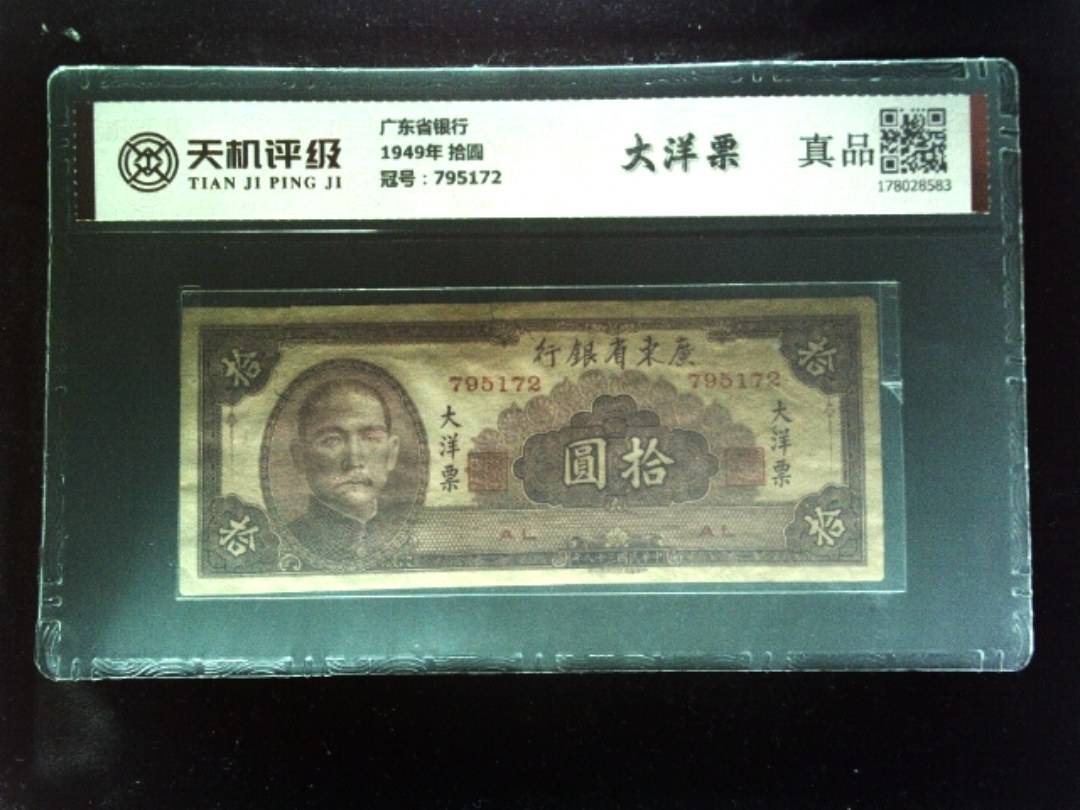 天机评级
TIAN JI PING JI
广东省银行
1949年 拾圆
冠号：795172
大洋票
真品
178028583
拾
拾
行銀省東廣
795172
795172
大洋票
大洋票
圓拾
AL
AL
拾
拾